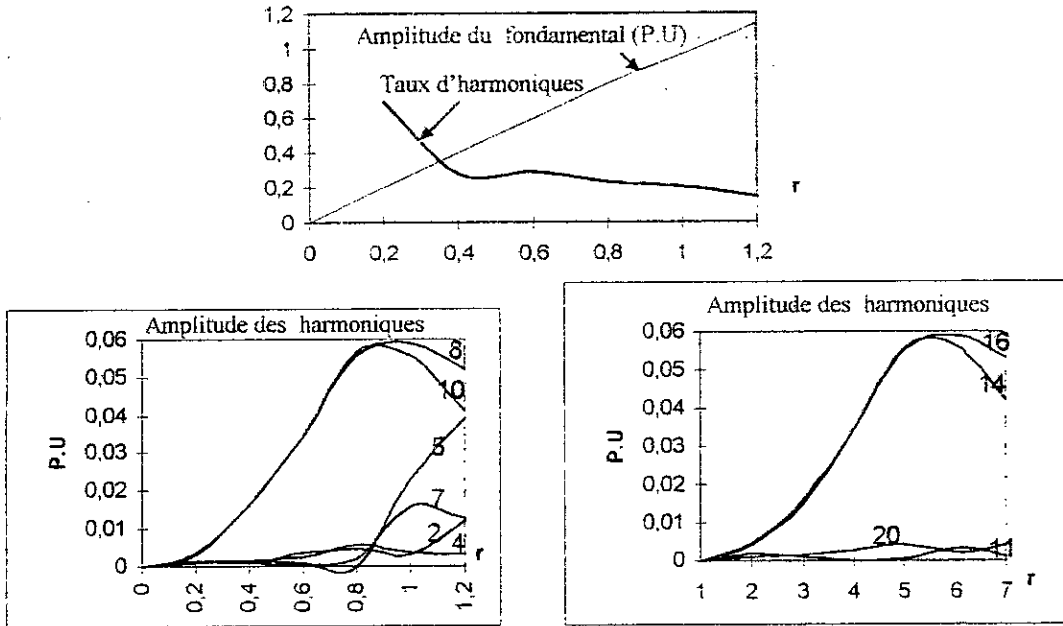 1,2
Amplitude du fondamental (P.U)
1
0,8
Taux d'harmoniques
0,6
0,4
0,2
0
r
0 0,2 0,4 0,6 0,8 1 1,2
Amplitude des harmoniques
0,06
0,05
0,04
0,03
0,02
0,01
0
P.U
8
10
5
7
2
4
r
0 0,2 0,4 0,6 0,8 1 1,2
Amplitude des harmoniques
0,06
0,05
0,04
0,03
0,02
0,01
0
P.U
16
14
20
11
1 2 3 4 5 6 7 r